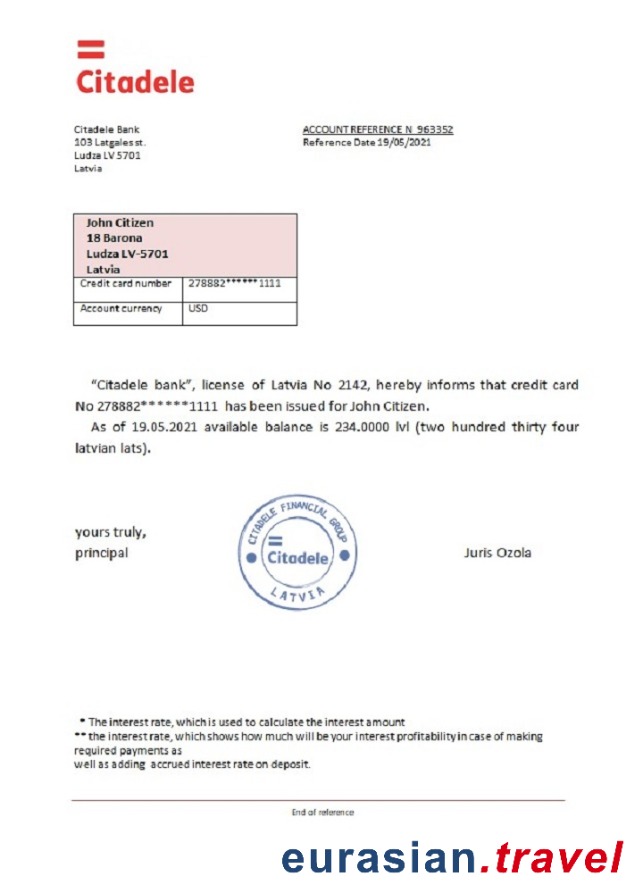 Citadele
Citadele Bank
103 Latgales st.
Ludza LV 5701
Latvia
ACCOUNT REFERENCE N 963352
Reference Date 19/05/2021
John Citizen
18 Barona
Ludza LV-5701
Latvia
Credit card number 278882******1111
Account currency USD
"Citadele bank", license of Latvia No 2142, hereby informs that credit card
No 278882******1111 has been issued for John Citizen.
As of 19.05.2021 available balance is 234.0000 lvl (two hundred thirty four
latvian lats).
yours truly,
principal
CITADELE FINANCIAL GROUP
Citadele
LATVIA
Juris Ozola
* The interest rate, which is used to calculate the interest amount
** the interest rate, which shows how much will be your interest profitability in case of making
required payments as
well as adding accrued interest rate on deposit.
End of reference
eurasian.travel